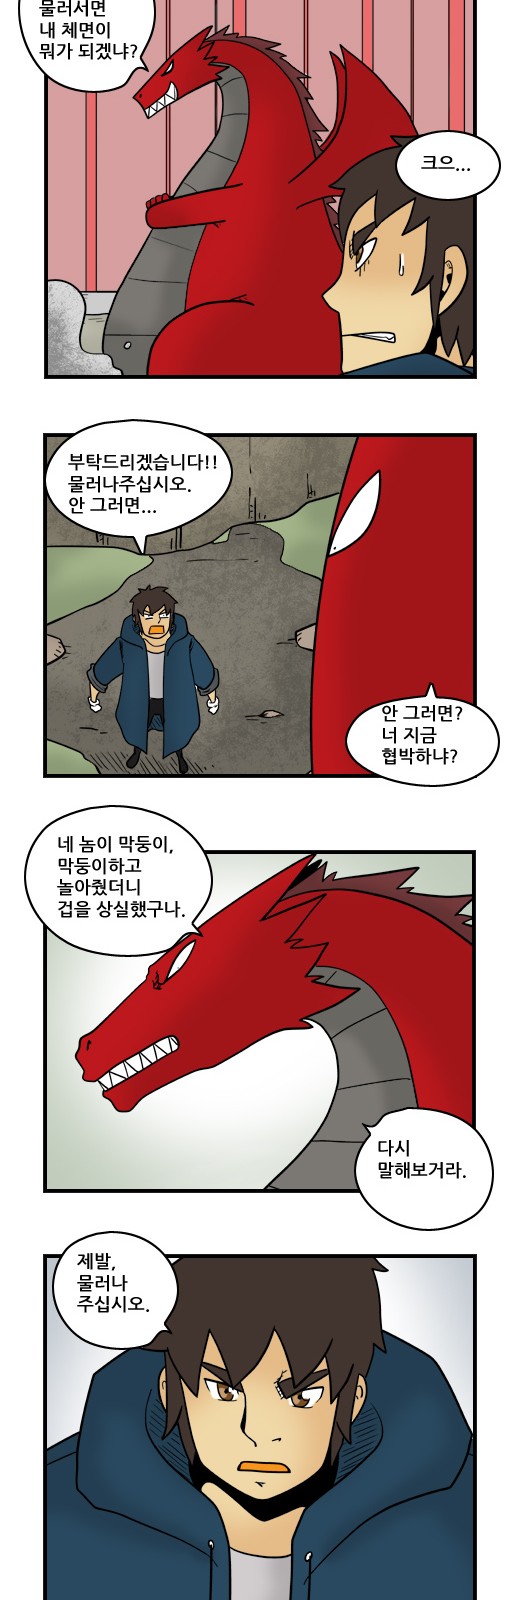 물러서면
내 체면이
뭐가 되겠냐?
크으...
부탁드리겠습니다!!
물러나주십시오.
안 그러면...
안 그러면?
너 지금
협박하냐?
네 놈이 막둥이,
막둥이하고
놀아줬더니
겁을 상실했구나.
다시
말해보거라.
제발,
물러나
주십시오.